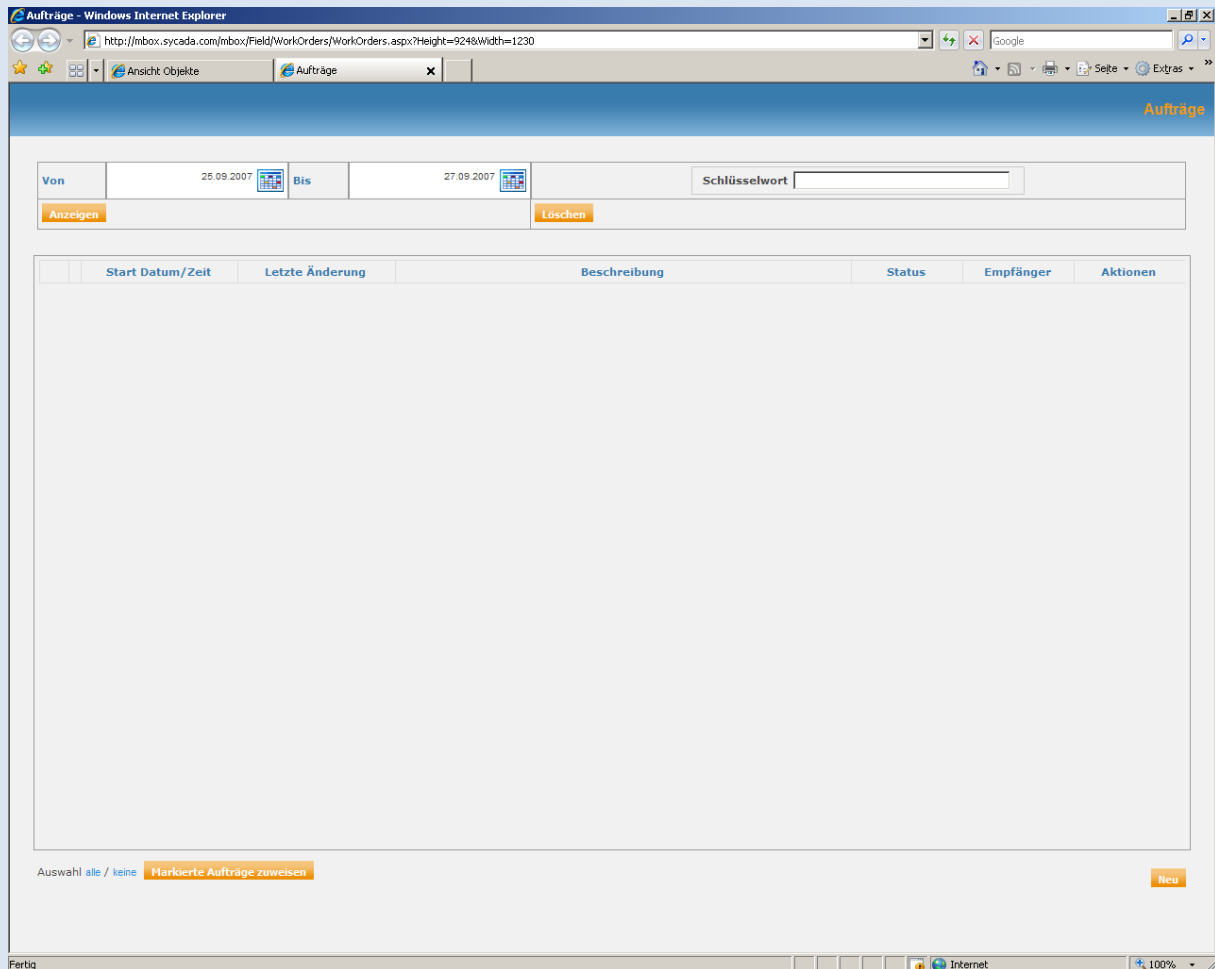 Aufträge - Windows Internet Explorer
http://mbox.sycada.com/mbox/Field/WorkOrders/WorkOrders.aspx?Height=924&Width=1230 Google
Ansicht Objekte Aufträge Seite Extras »
Aufträge
Von 25.09.2007 Bis 27.09.2007 Schlüsselwort
Anzeigen Löschen
Start Datum/Zeit Letzte Änderung Beschreibung Status Empfänger Aktionen
Auswahl alle / keine Markierte Aufträge zuweisen
Neu
Fertig Internet 100%